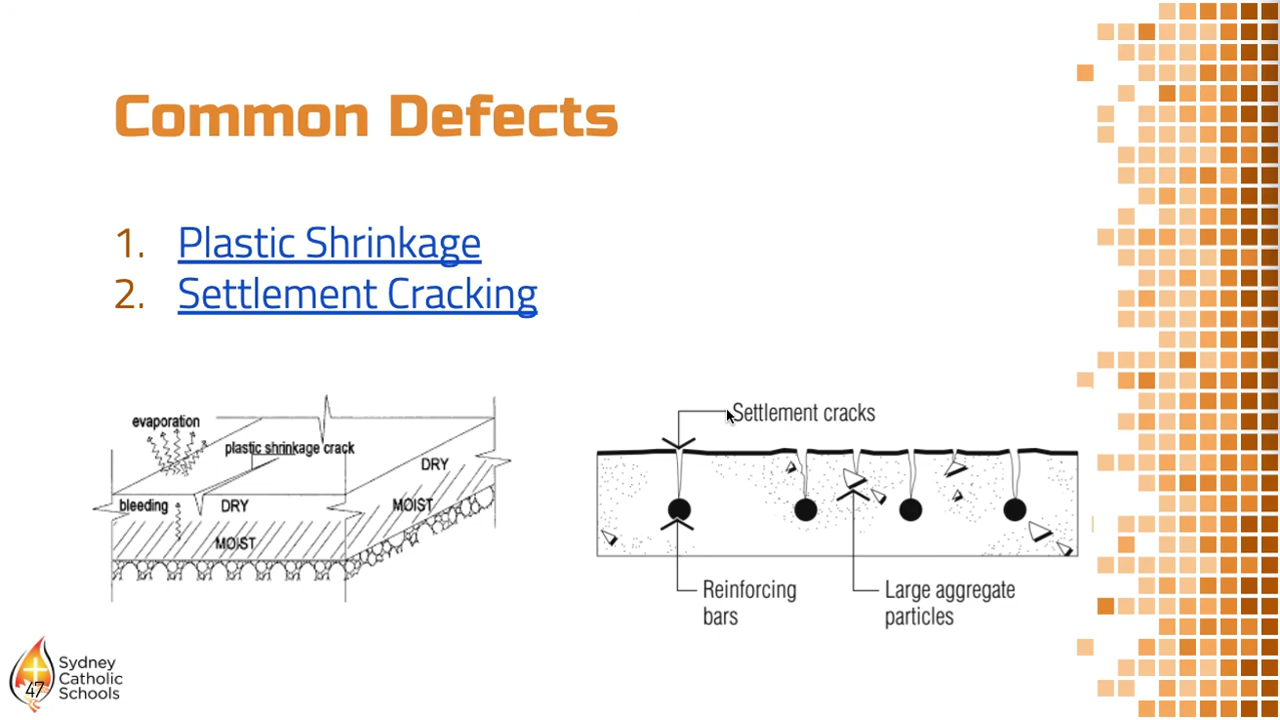 Common Defects
1. Plastic Shrinkage
2. Settlement Cracking
evaporation
plastic shrinkage crack
DRY
bleeding
DRY
MOIST
MOIST
Settlement cracks
Reinforcing
bars
Large aggregate
particles
Sydney
Catholic
Schools
47